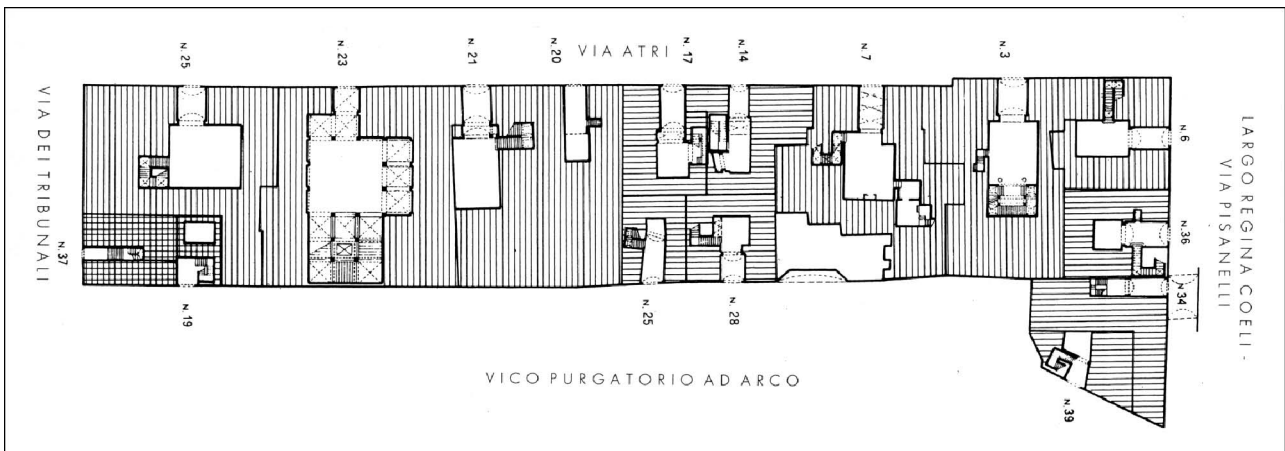 VIA ATRI
N. 25
N. 23
N. 21
N. 20
N. 17
N. 14
N. 7
N. 3
VIA DEI TRIBUNALI
N. 37
N. 6
N. 36
N 34
LARGO REGINA COELI -
VIA PISANELLI
N. 19
N. 25
N. 28
N. 39
VICO PURGATORIO AD ARCO